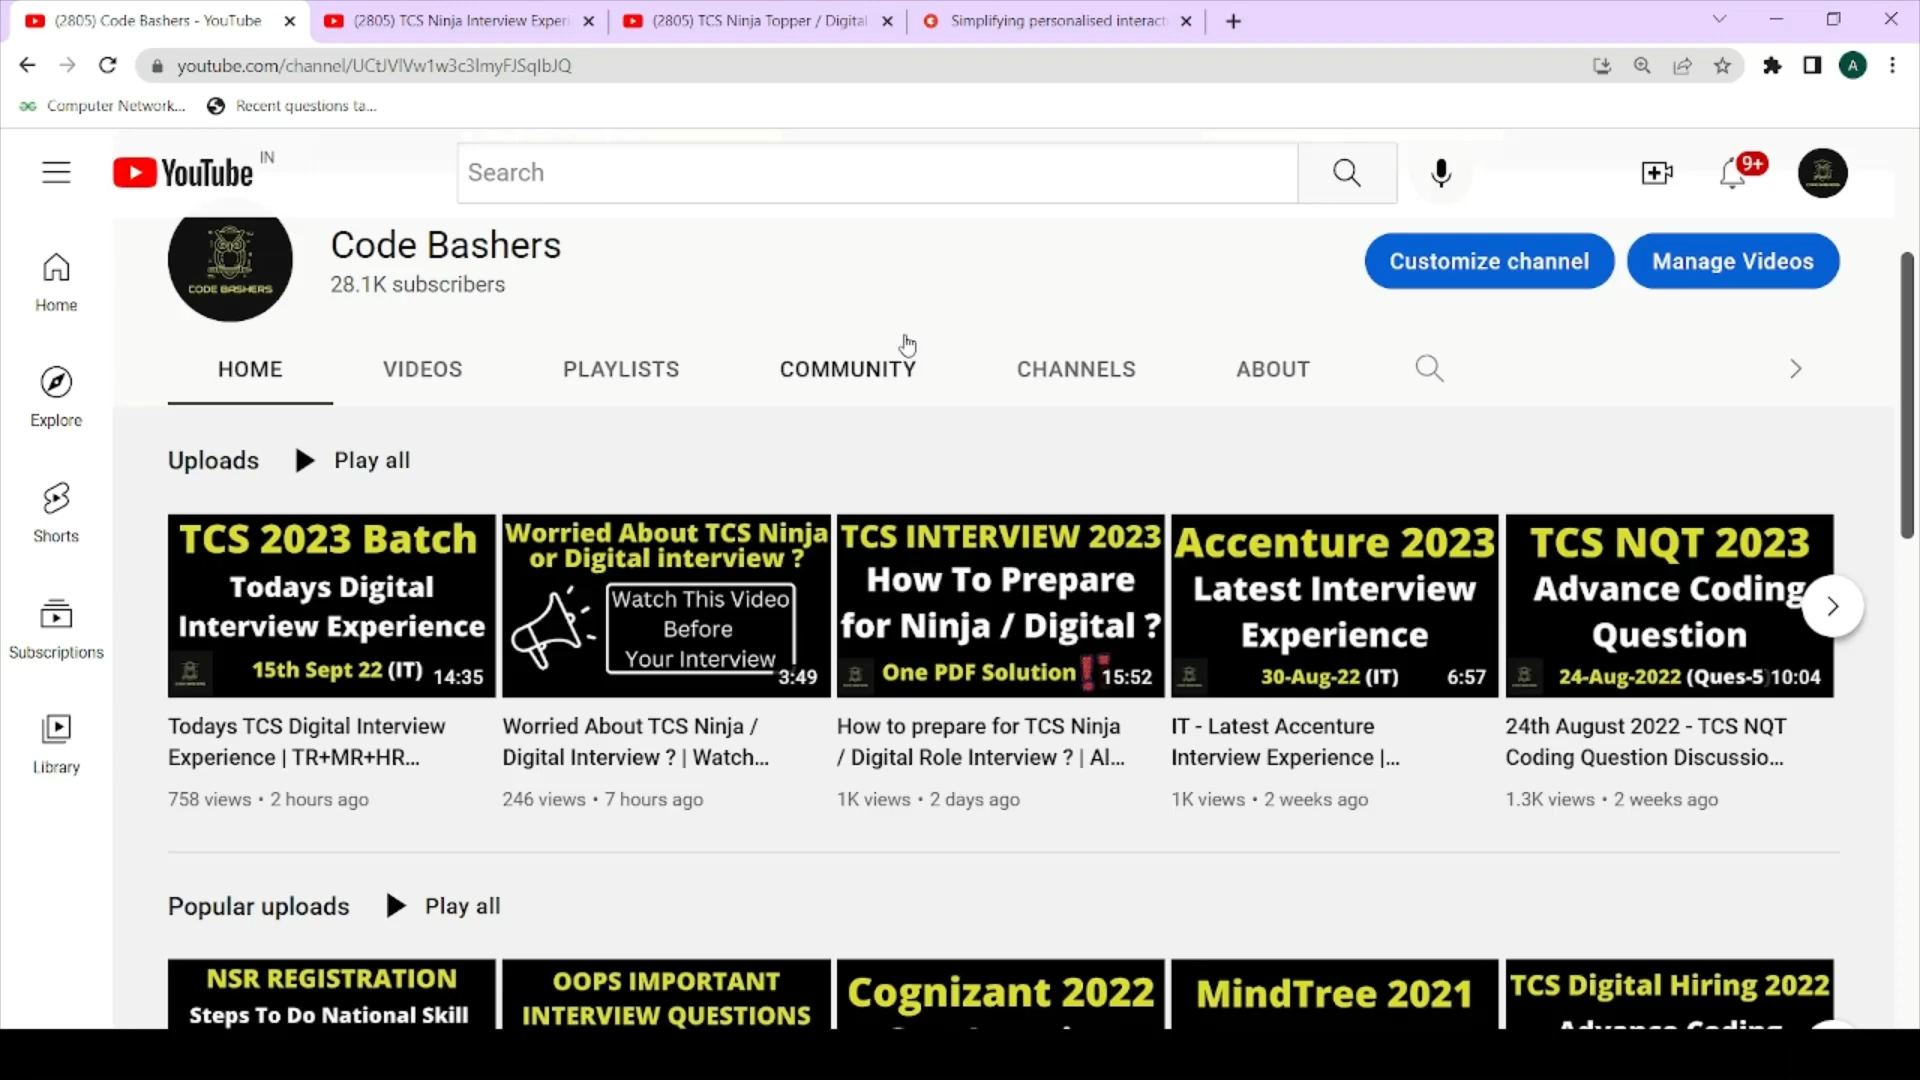 (2805) Code Bashers - YouTube
(2805) TCS Ninja Interview Experi
(2805) TCS Ninja Topper / Digital
Simplifying personalised interact
Computer Network...
Recent questions ta...
A
YouTube IN
Search
9+
CODE BASHERS
Code Bashers
28.1K subscribers
Customize channel
Manage Videos
Home
Explore
Shorts
Subscriptions
Library
HOME
VIDEOS
PLAYLISTS
COMMUNITY
CHANNELS
ABOUT
Uploads
Play all
TCS 2023 Batch
Todays Digital
Interview Experience
15th Sept 22 (IT)
14:35
Todays TCS Digital Interview
Experience | TR+MR+HR...
758 views • 2 hours ago
Worried About TCS Ninja
or Digital interview ?
Watch This Video
Before
Your Interview
3:49
Worried About TCS Ninja /
Digital Interview ? | Watch...
246 views • 7 hours ago
TCS INTERVIEW 2023
How To Prepare
for Ninja / Digital ?
One PDF Solution
15:52
How to prepare for TCS Ninja
/ Digital Role Interview ? | Al...
1K views • 2 days ago
Accenture 2023
Latest Interview
Experience
30-Aug-22 (IT)
6:57
IT - Latest Accenture
Interview Experience |...
1K views • 2 weeks ago
TCS NQT 2023
Advance Coding
Question
24-Aug-2022 (Ques-5
10:04
24th August 2022 - TCS NQT
Coding Question Discussio...
1.3K views • 2 weeks ago
Popular uploads
Play all
NSR REGISTRATION
Steps To Do National Skill
OOPS IMPORTANT
INTERVIEW QUESTIONS
Cognizant 2022
MindTree 2021
TCS Digital Hiring 2022
Advance Coding